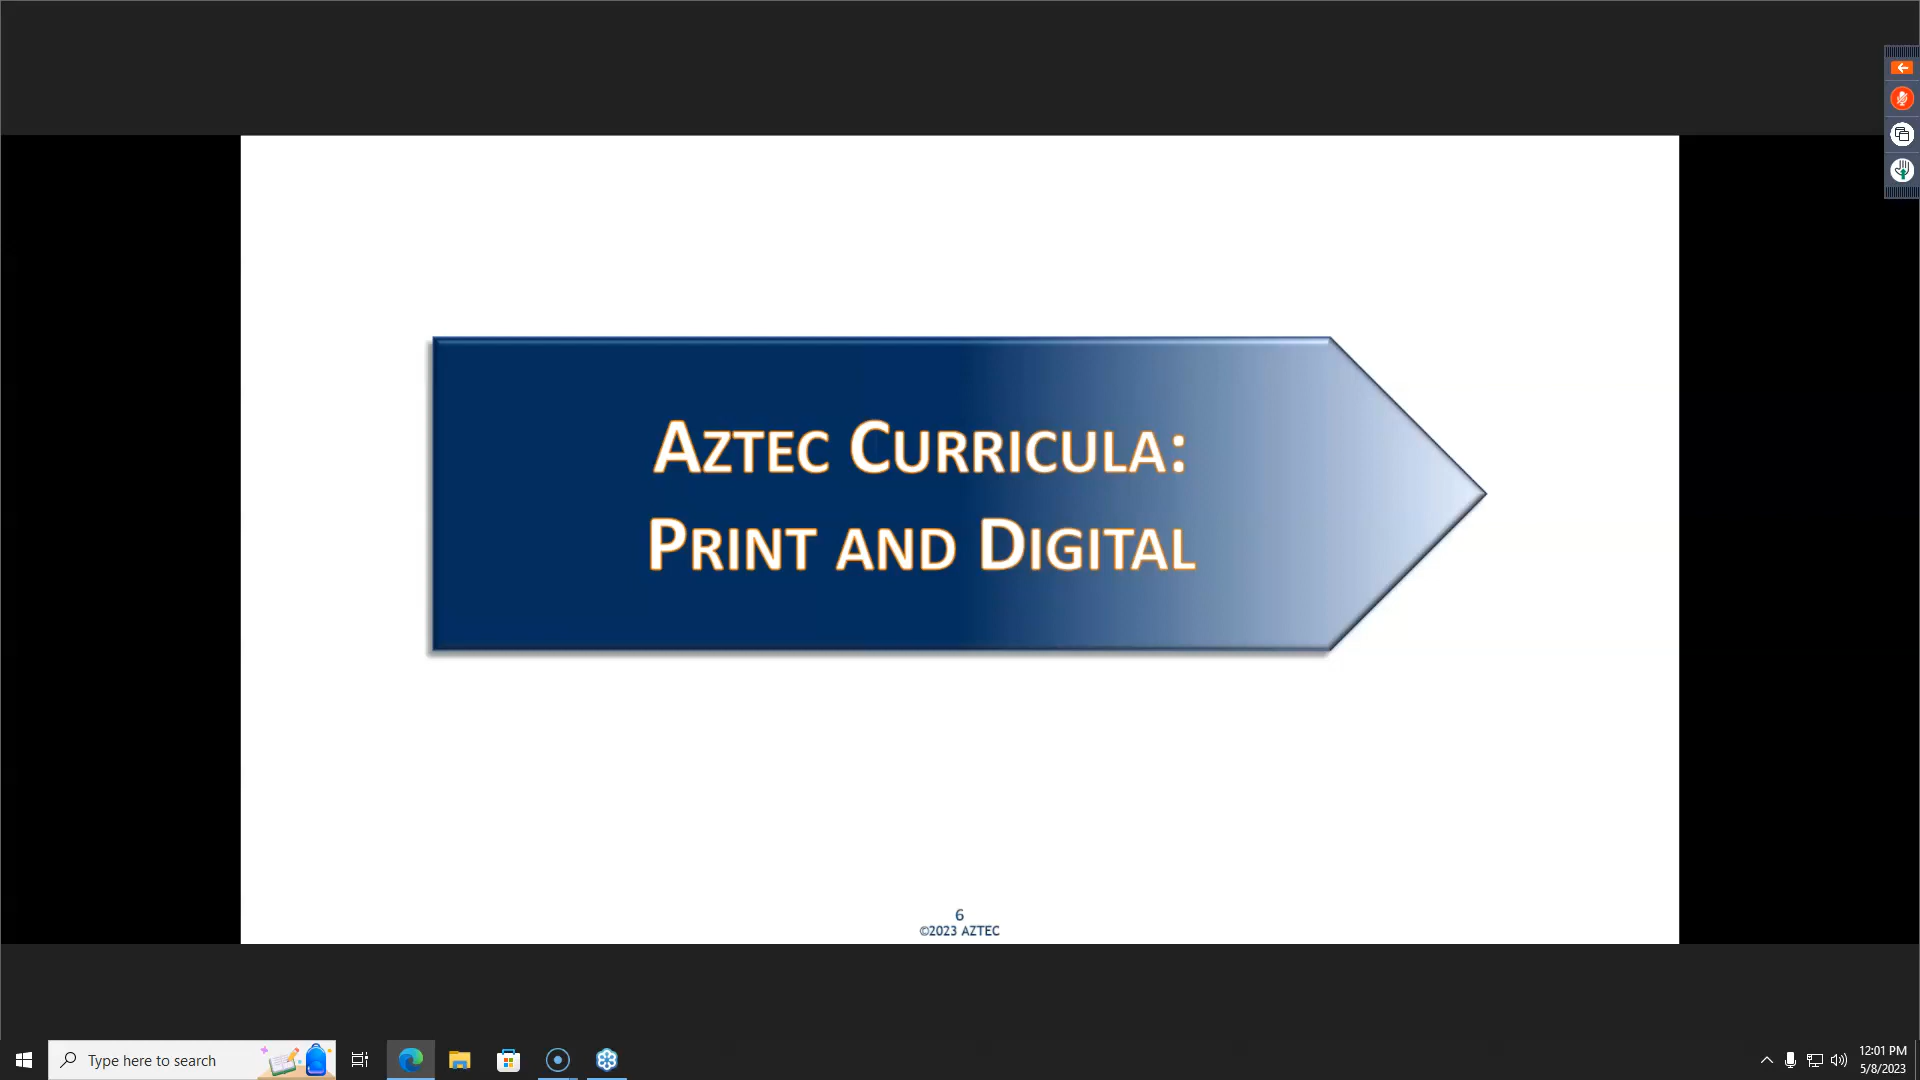 Aztec Curricula:
Print and Digital
6
©2023 AZTEC
Type here to search
12:01 PM
5/8/2023